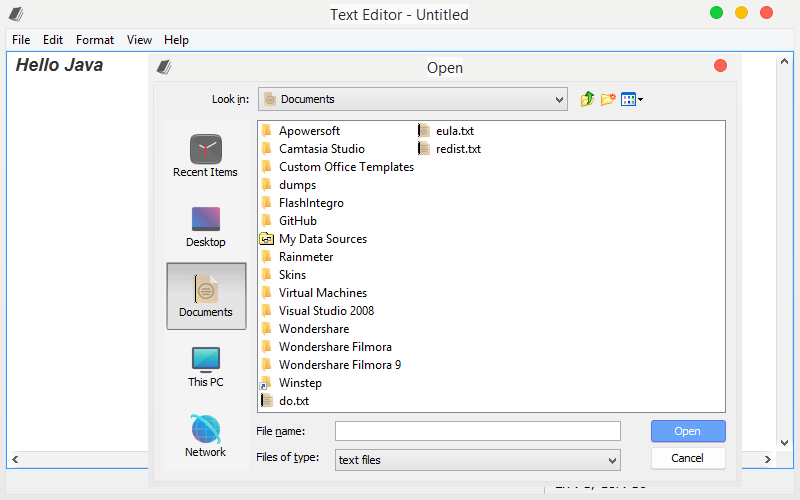 Text Editor - Untitled
File Edit Format View Help
Hello Java
Open
Look in: Documents
Recent Items
Desktop
Documents
This PC
Network
Apowersoft
Camtasia Studio
Custom Office Templates
dumps
FlashIntegro
GitHub
My Data Sources
Rainmeter
Skins
Virtual Machines
Visual Studio 2008
Wondershare
Wondershare Filmora
Wondershare Filmora 9
Winstep
do.txt
eula.txt
redist.txt
File name:
Open
Files of type: text files
Cancel